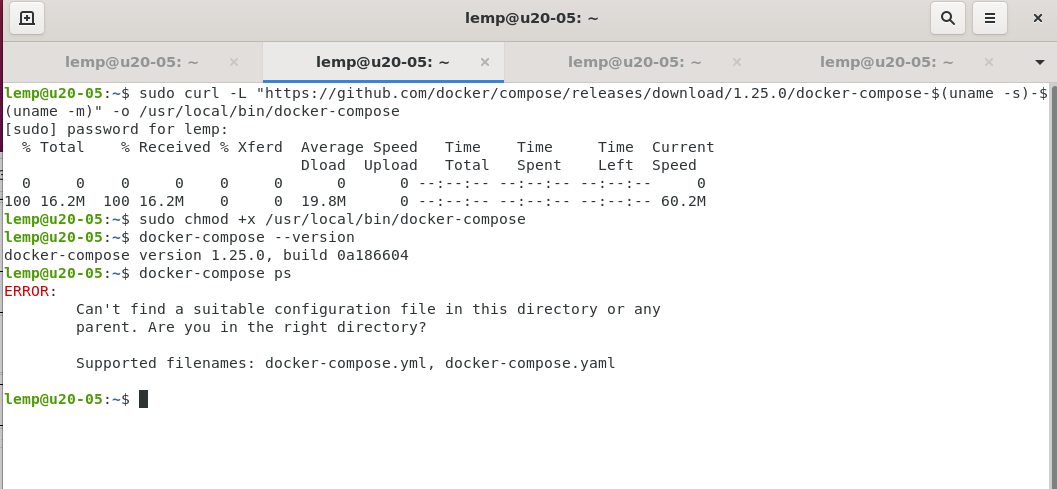 lemp@u20-05: ~
lemp@u20-05: ~ × lemp@u20-05: ~ × lemp@u20-05: ~ × lemp@u20-05: ~ ×
lemp@u20-05:~$ sudo curl -L "https://github.com/docker/compose/releases/download/1.25.0/docker-compose-$(uname -s)-$
(uname -m)" -o /usr/local/bin/docker-compose
[sudo] password for lemp:
  % Total    % Received % Xferd  Average Speed   Time    Time     Time  Current
                                 Dload  Upload   Total   Spent    Left  Speed
  0     0    0     0    0     0      0      0 --:--:-- --:--:-- --:--:--     0
100 16.2M  100 16.2M    0     0  19.8M      0 --:--:-- --:--:-- --:--:-- 60.2M
lemp@u20-05:~$ sudo chmod +x /usr/local/bin/docker-compose
lemp@u20-05:~$ docker-compose --version
docker-compose version 1.25.0, build 0a186604
lemp@u20-05:~$ docker-compose ps
ERROR:
        Can't find a suitable configuration file in this directory or any
        parent. Are you in the right directory?
        Supported filenames: docker-compose.yml, docker-compose.yaml
lemp@u20-05:~$